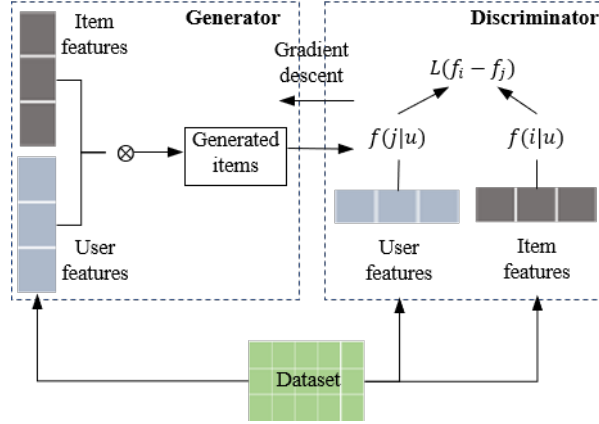 Generator
Discriminator
Item
features
Gradient
descent
L(f_i − f_j)
Generated
items
f(j|u)
f(i|u)
User
features
User
features
Item
features
Dataset